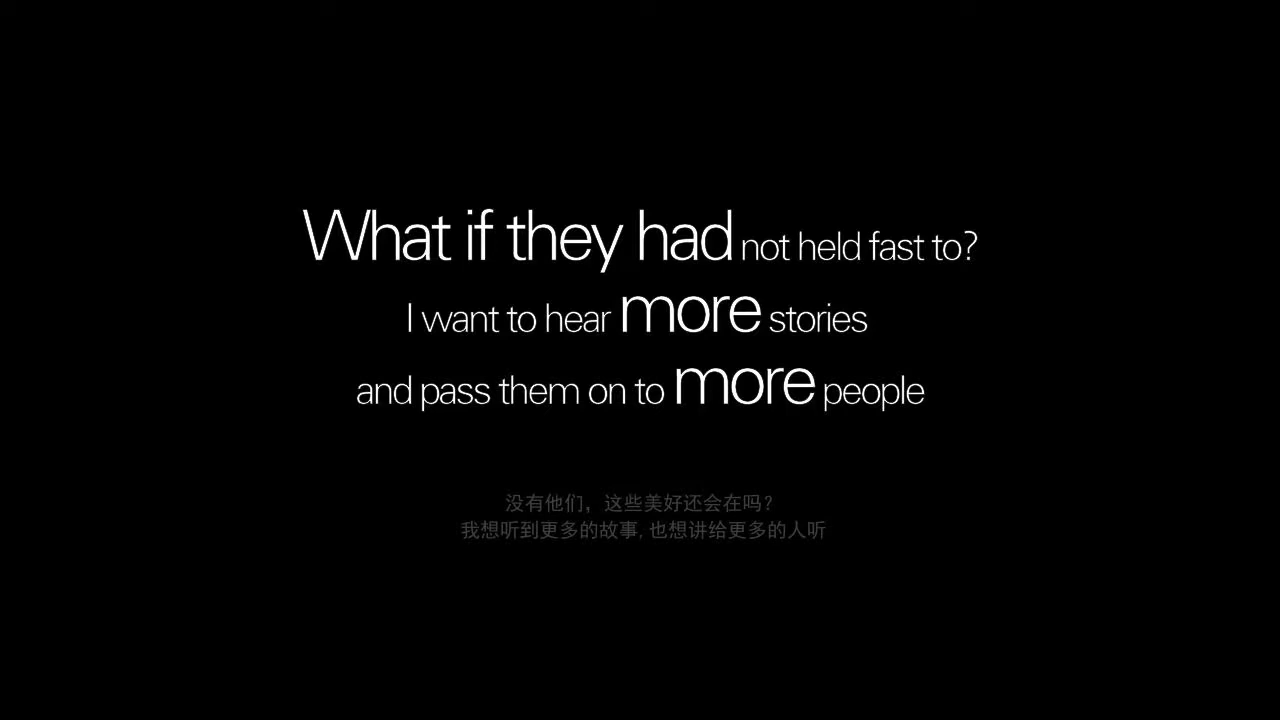 What if they had not held fast to?
I want to hear more stories
and pass them on to more people
没有他们，这些美好还会在吗？
我想听到更多的故事, 也想讲给更多的人听